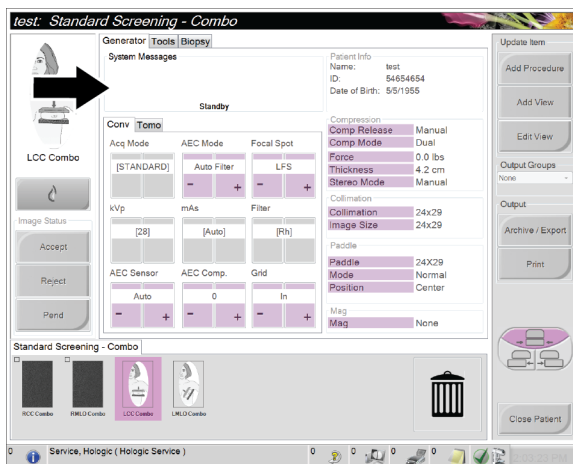 test: Standard Screening - Combo
Generator Tools Biopsy
System Messages
Standby
Patient Info
Name: test
ID: 54654654
Date of Birth: 5/5/1955
LCC Combo
Image Status
Accept
Reject
Pend
Conv Tomo
Acq Mode AEC Mode Focal Spot
[STANDARD] Auto Filter LFS
- + - +
kVp mAs Filter
[28] [Auto] [Rh]
AEC Sensor AEC Comp. Grid
Auto 0 In
- + - + - +
Compression
Comp Release Manual
Comp Mode Dual
Force 0.0 lbs
Thickness 4.2 cm
Stereo Mode Manual
Collimation
Collimation 24x29
Image Size 24x29
Paddle
Paddle 24X29
Mode Normal
Position Center
Mag
Mag None
Update Item
Add Procedure
Add View
Edit View
Output Groups
None
Output
Archive / Export
Print
Close Patient
Standard Screening - Combo
RCC Combo RMLO Combo LCC Combo LMLO Combo
0 Service, Hologic ( Hologic Service ) 0 0 0 0 2:03:23 PM